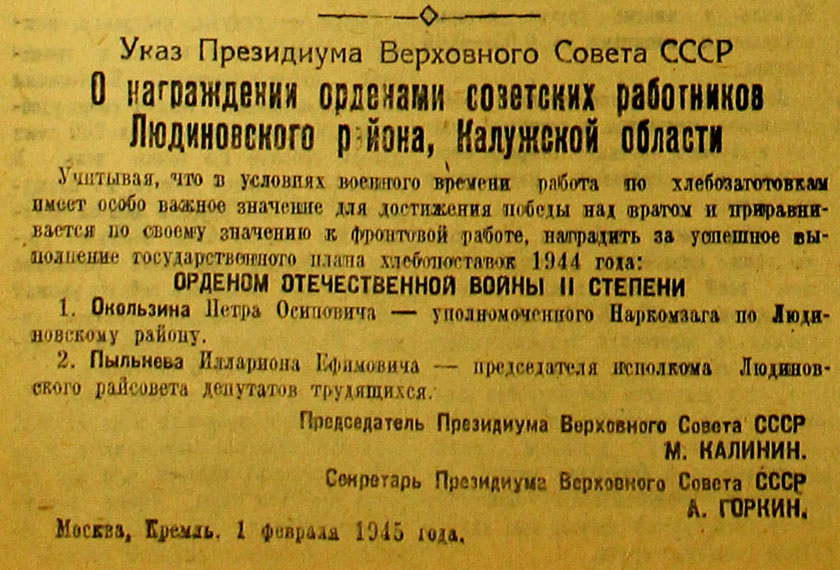 Указ Президиума Верховного Совета СССР
О награждении орденами советских работников
Людиновского района, Калужской области
Учитывая, что в условиях военного времени работа по хлебозаготовкам
имеет особо важное значение для достижения победы над врагом и приравни-
вается по своему значению к фронтовой работе, наградить за успешное вы-
полнение государственного плана хлебопоставок 1944 года:
ОРДЕНОМ ОТЕЧЕСТВЕННОЙ ВОЙНЫ II СТЕПЕНИ
1. Окользина Петра Осиповича — уполномоченного Наркомзага по Люди-
новскому району.
2. Пыльнева Иллариона Ефимовича — председателя исполкома Людинов-
ского райсовета депутатов трудящихся.
Председатель Президиума Верховного Совета СССР
М. КАЛИНИН.
Секретарь Президиума Верховного Совета СССР
А. ГОРКИН.
Москва, Кремль. 1 февраля 1945 года.